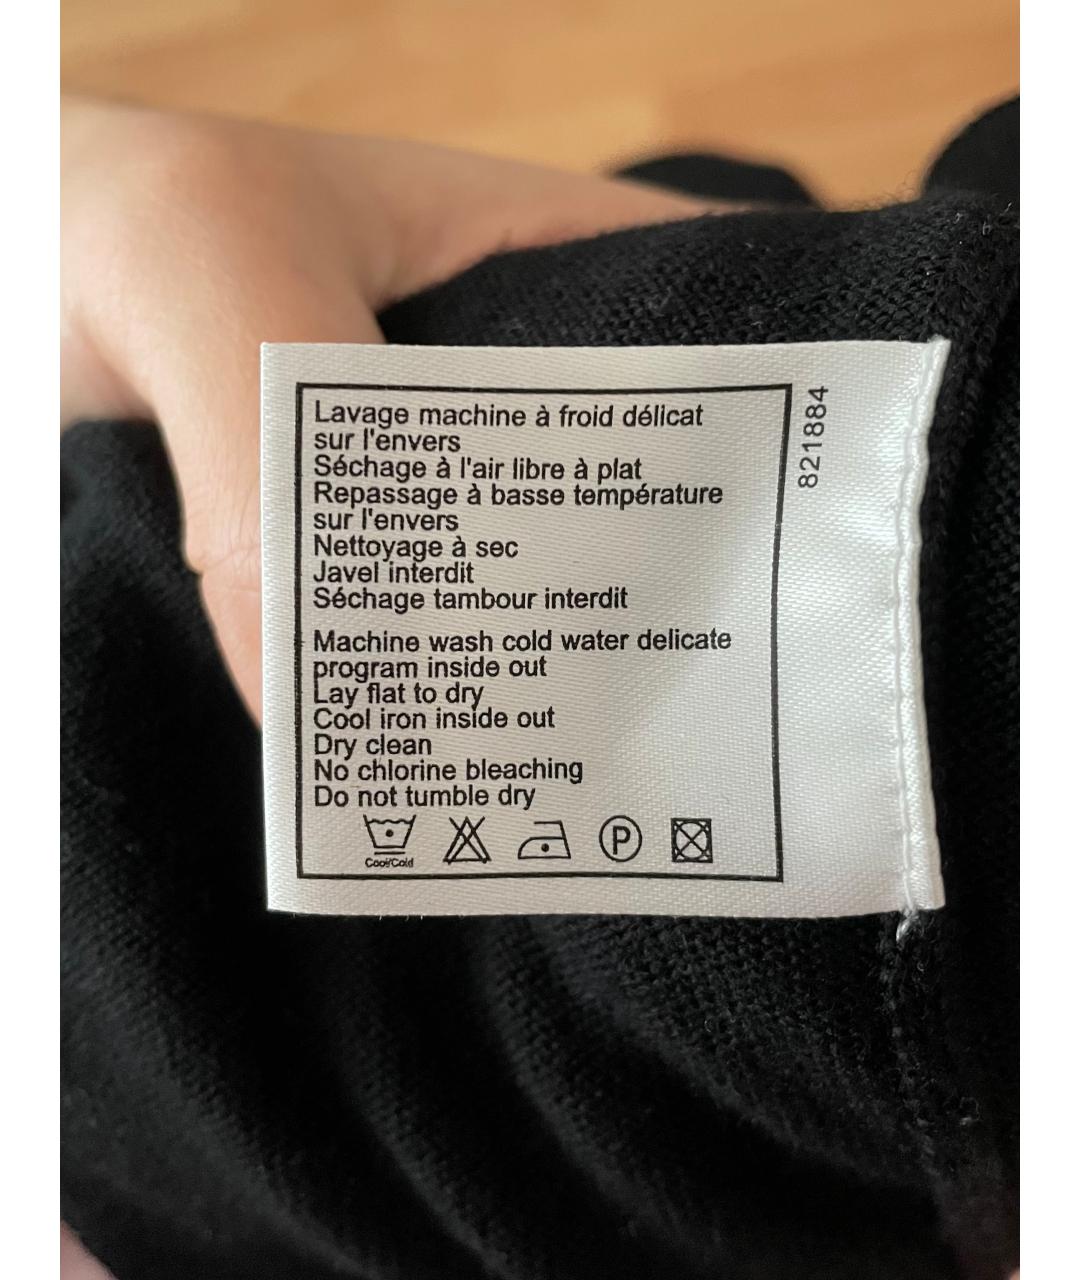 Lavage machine à froid délicat
sur l'envers
Séchage à l'air libre à plat
Repassage à basse température
sur l'envers
Nettoyage à sec
Javel interdit
Séchage tambour interdit
Machine wash cold water delicate
program inside out
Lay flat to dry
Cool iron inside out
Dry clean
No chlorine bleaching
Do not tumble dry
Cool/Cold
P
821884